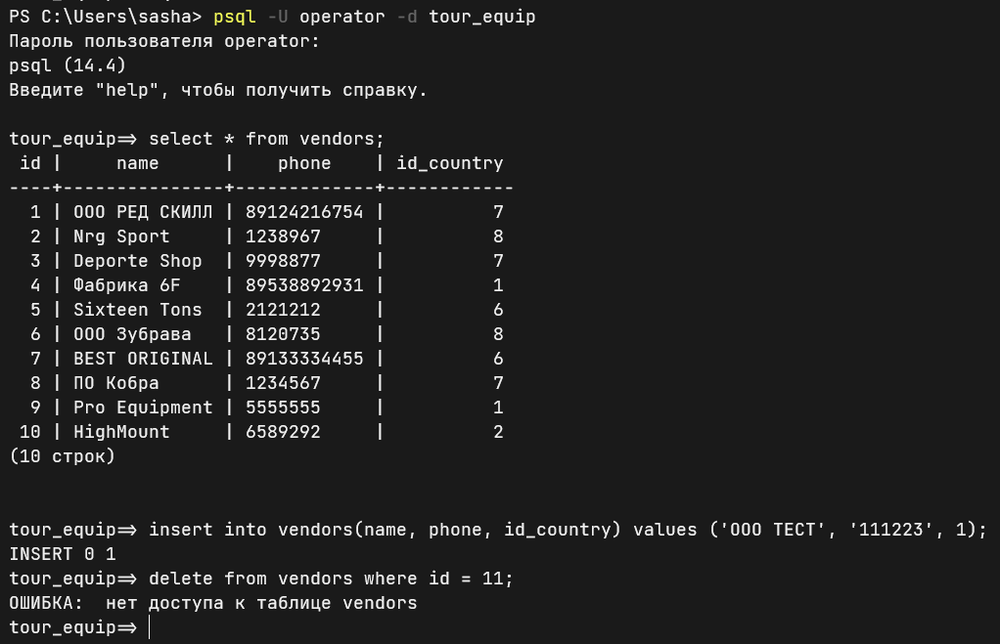 PS C:\Users\sasha> psql -U operator -d tour_equip
Пароль пользователя operator:
psql (14.4)
Введите "help", чтобы получить справку.
tour_equip=> select * from vendors;
id | name | phone | id_country
----+---------------+-------------+------------
1 | ООО РЕД СКИЛЛ | 89124216754 | 7
2 | Nrg Sport | 1238967 | 8
3 | Deporte Shop | 9998877 | 7
4 | Фабрика 6F | 89538892931 | 1
5 | Sixteen Tons | 2121212 | 6
6 | ООО Зубрава | 8120735 | 8
7 | BEST ORIGINAL | 89133334455 | 6
8 | ПО Кобра | 1234567 | 7
9 | Pro Equipment | 5555555 | 1
10 | HighMount | 6589292 | 2
(10 строк)
tour_equip=> insert into vendors(name, phone, id_country) values ('ООО ТЕСТ', '111223', 1);
INSERT 0 1
tour_equip=> delete from vendors where id = 11;
ОШИБКА: нет доступа к таблице vendors
tour_equip=>